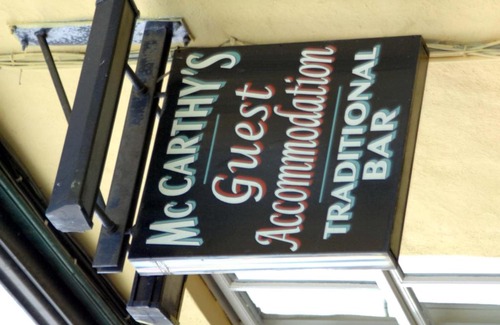 McCARTHY'S
Guest
Accommodation
TRADITIONAL
BAR